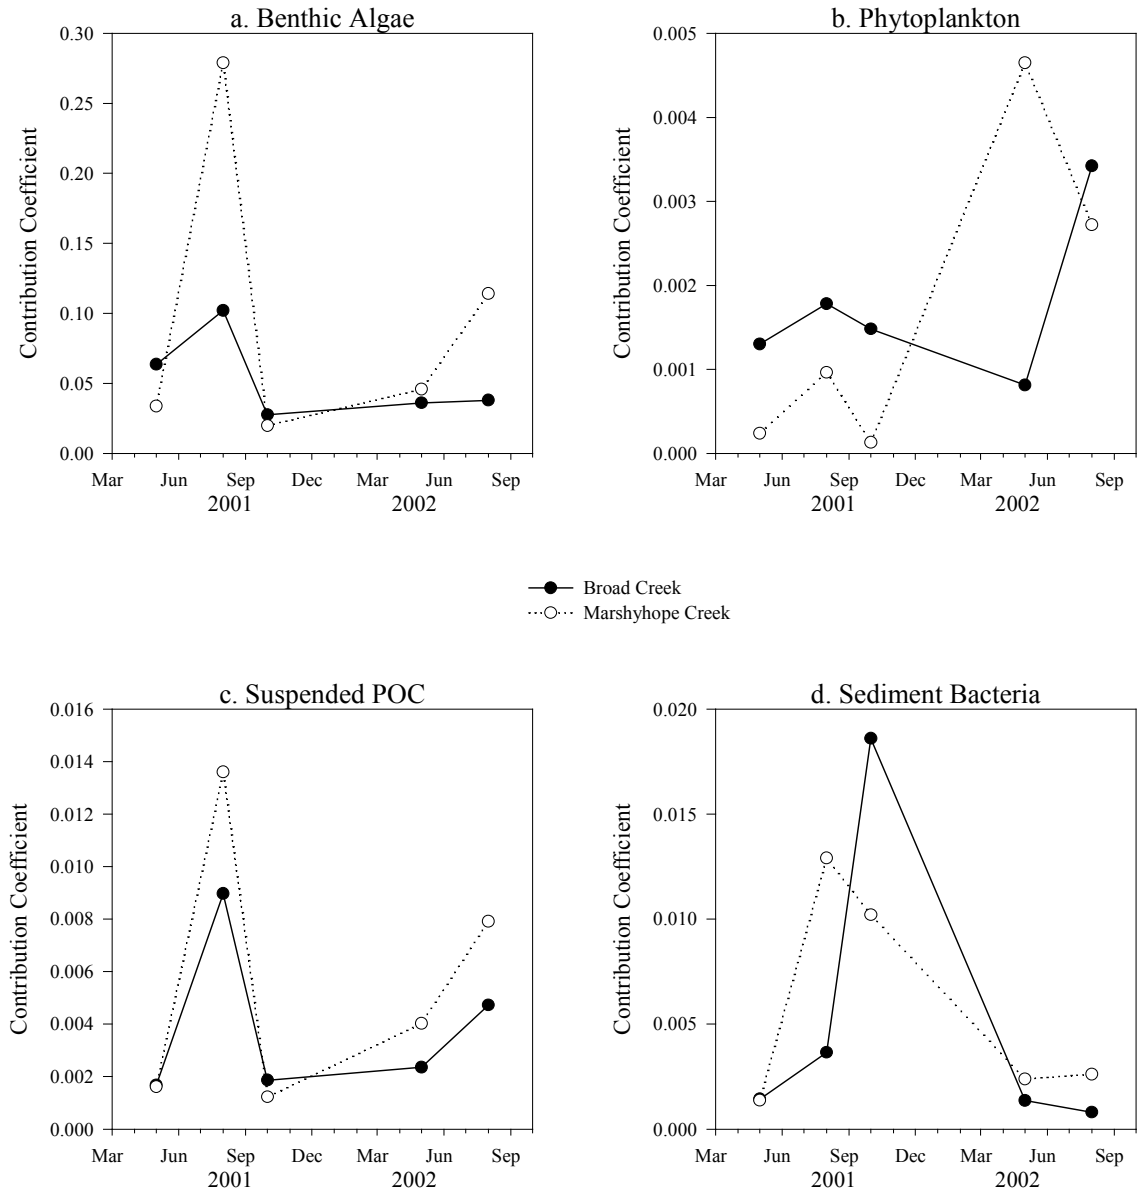 a. Benthic Algae
Contribution Coefficient
0.30
0.25
0.20
0.15
0.10
0.05
0.00
Mar Jun Sep Dec Mar Jun Sep
2001 2002
b. Phytoplankton
Contribution Coefficient
0.005
0.004
0.003
0.002
0.001
0.000
Mar Jun Sep Dec Mar Jun Sep
2001 2002
Broad Creek
Marshyhope Creek
c. Suspended POC
Contribution Coefficient
0.016
0.014
0.012
0.010
0.008
0.006
0.004
0.002
0.000
Mar Jun Sep Dec Mar Jun Sep
2001 2002
d. Sediment Bacteria
Contribution Coefficient
0.020
0.015
0.010
0.005
0.000
Mar Jun Sep Dec Mar Jun Sep
2001 2002